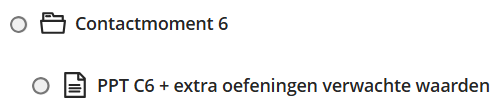 Contactmoment 6
PPT C6 + extra oefeningen verwachte waarden